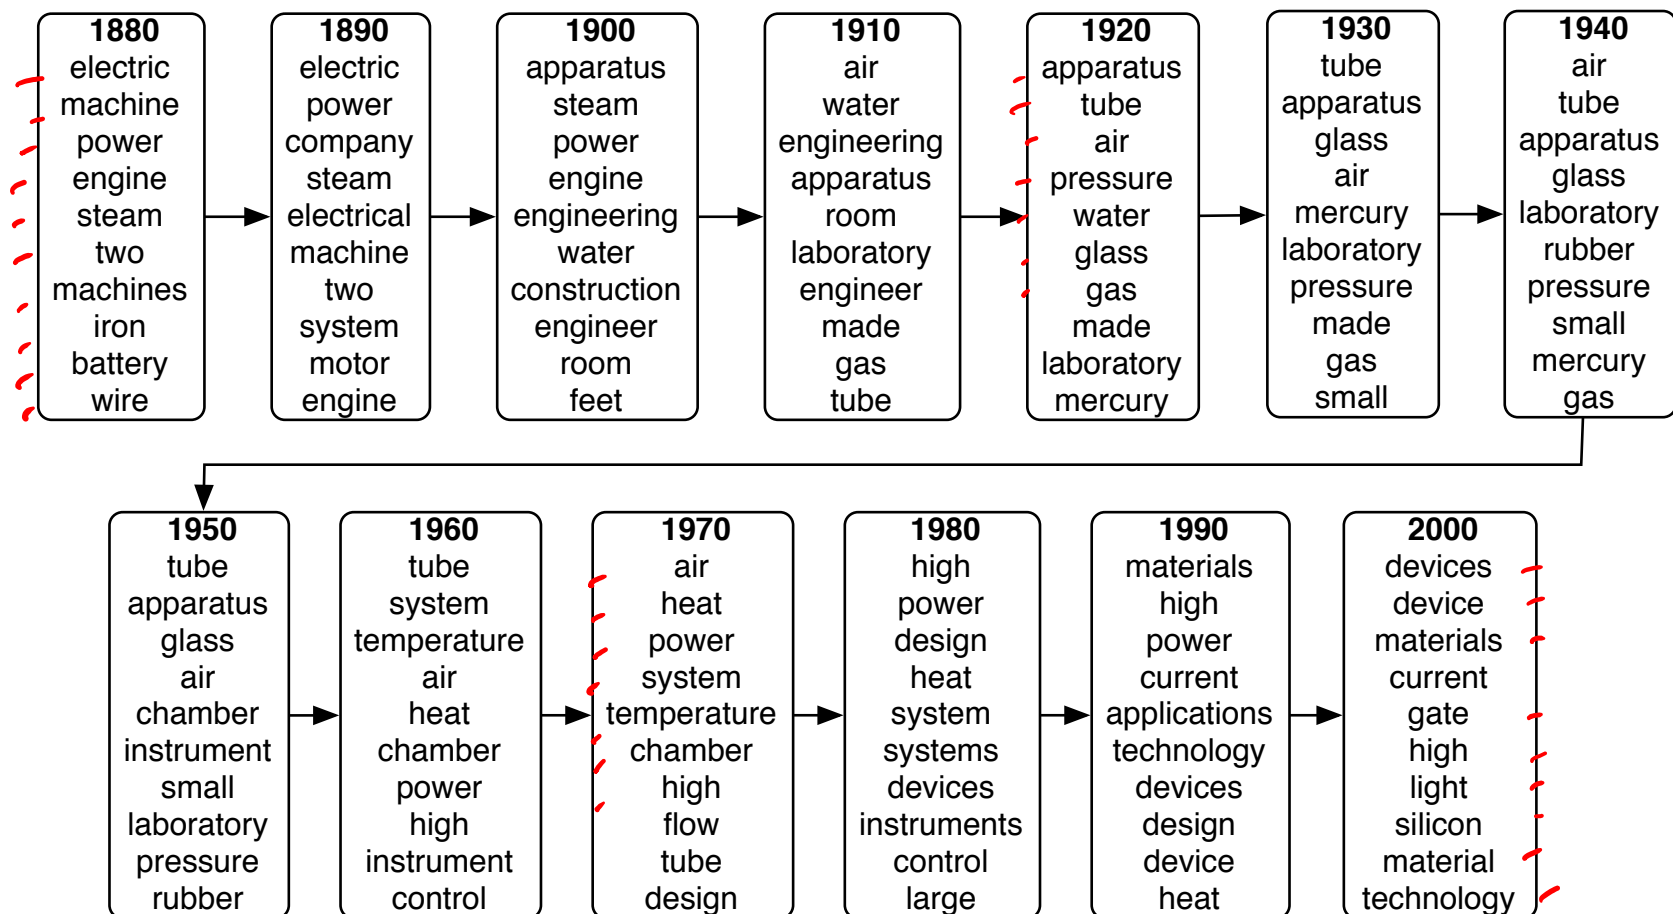 1880
electric
machine
power
engine
steam
two
machines
iron
battery
wire
1890
electric
power
company
steam
electrical
machine
two
system
motor
engine
1900
apparatus
steam
power
engine
engineering
water
construction
engineer
room
feet
1910
air
water
engineering
apparatus
room
laboratory
engineer
made
gas
tube
1920
apparatus
tube
air
pressure
water
glass
gas
made
laboratory
mercury
1930
tube
apparatus
glass
air
mercury
laboratory
pressure
made
gas
small
1940
air
tube
apparatus
glass
laboratory
rubber
pressure
small
mercury
gas
1950
tube
apparatus
glass
air
chamber
instrument
small
laboratory
pressure
rubber
1960
tube
system
temperature
air
heat
chamber
power
high
instrument
control
1970
air
heat
power
system
temperature
chamber
high
flow
tube
design
1980
high
power
design
heat
system
systems
devices
instruments
control
large
1990
materials
high
power
current
applications
technology
devices
design
device
heat
2000
devices
device
materials
current
gate
high
light
silicon
material
technology